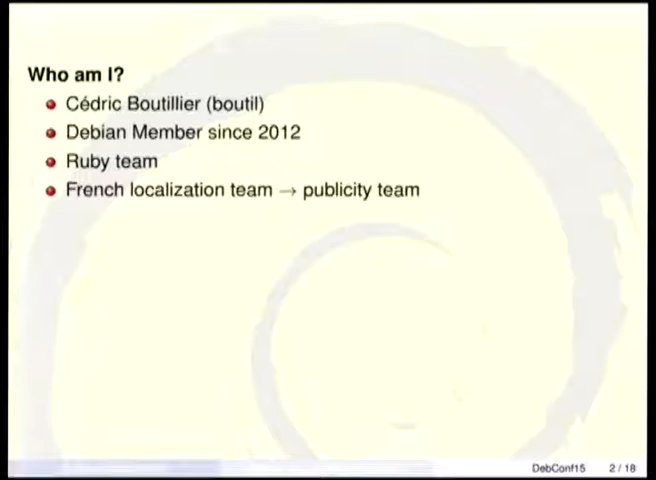 Who am I?
Cédric Boutillier (boutil)
Debian Member since 2012
Ruby team
French localization team → publicity team
DebConf15 2 / 18